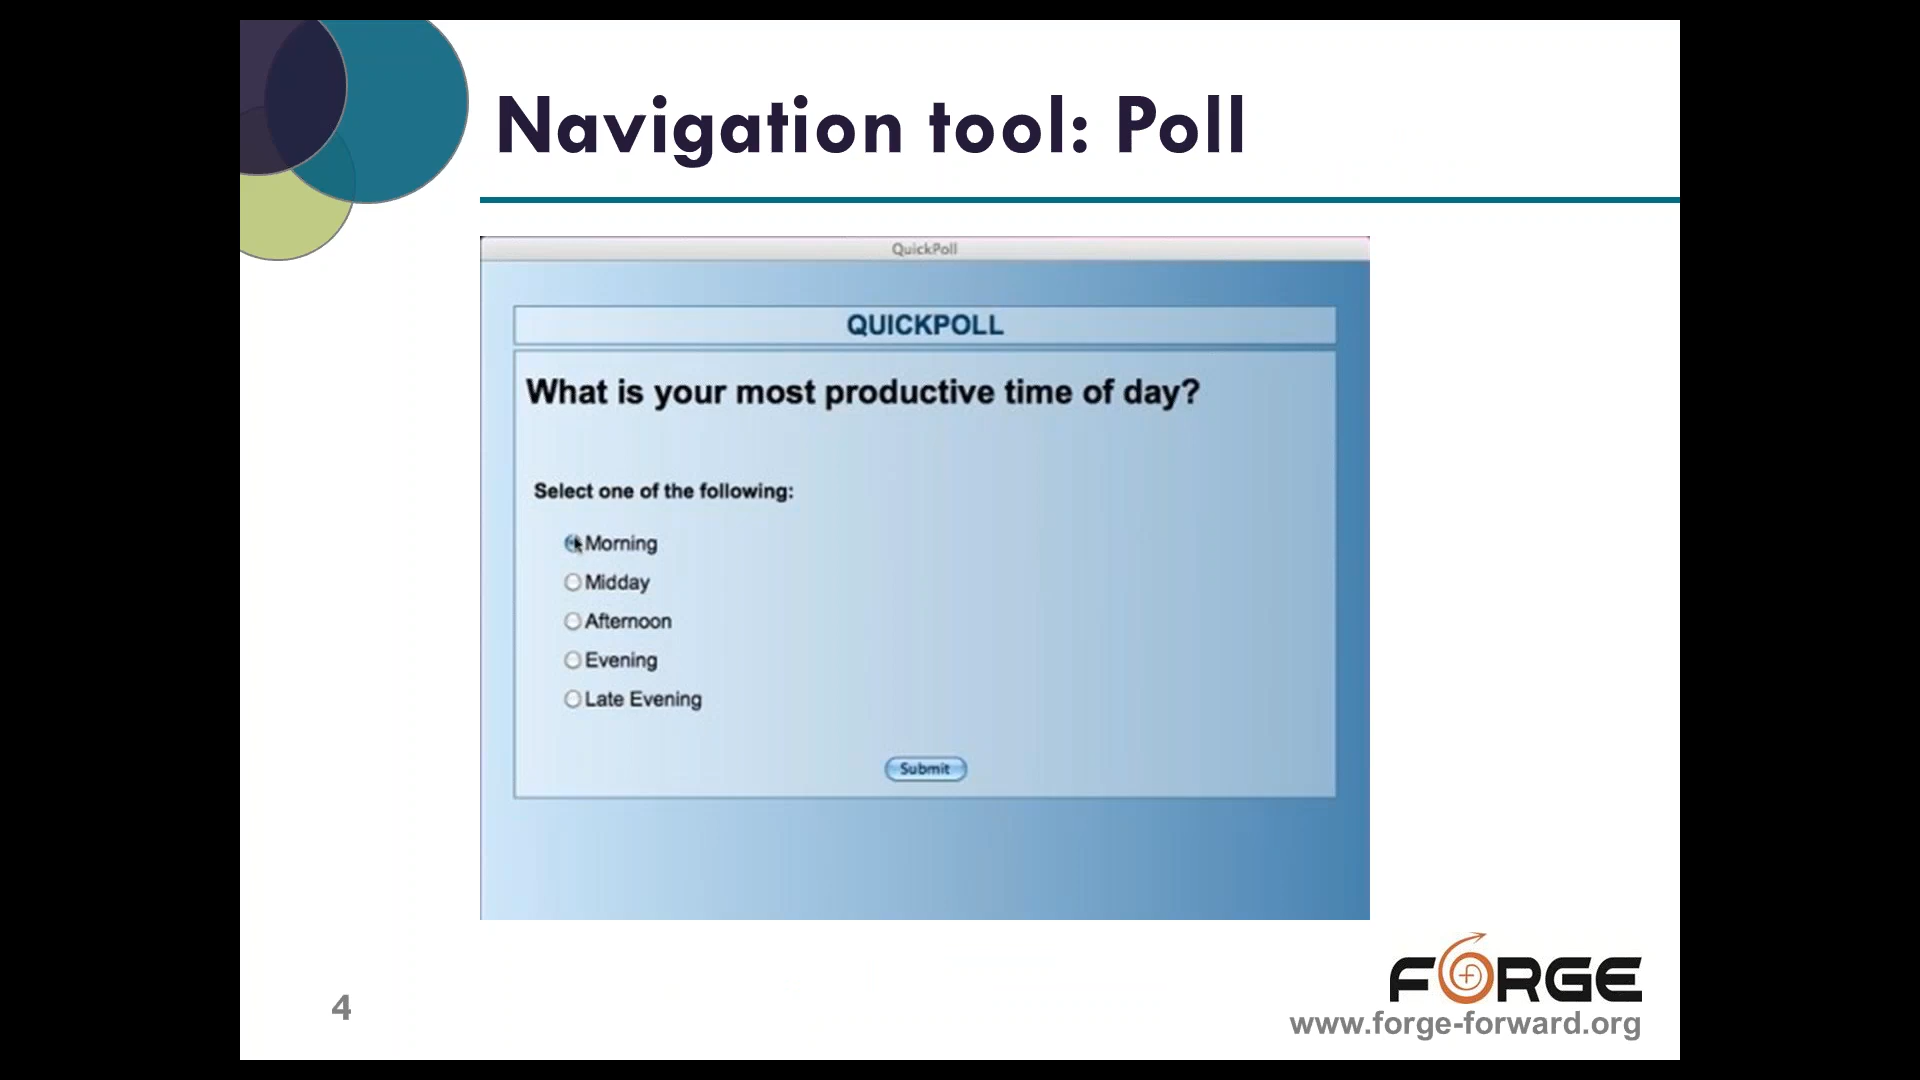 Navigation tool: Poll
QuickPoll
QUICKPOLL
What is your most productive time of day?
Select one of the following:
Morning
Midday
Afternoon
Evening
Late Evening
Submit
FORGE
www.forge-forward.org
4